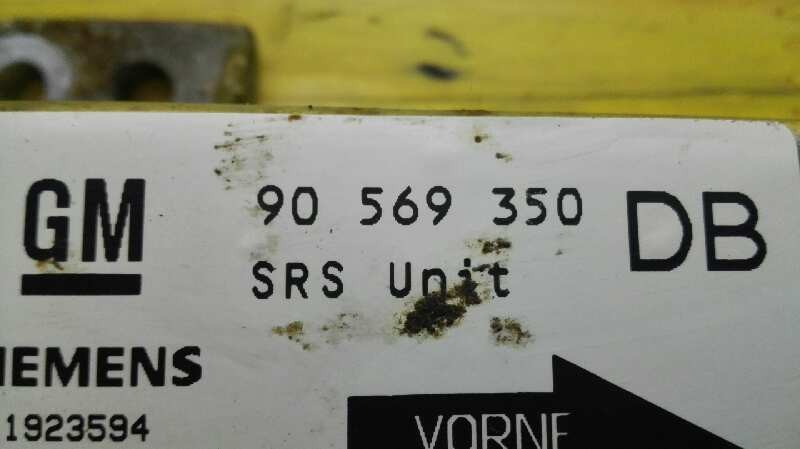 GM 90 569 350 DB
SRS Unit
IEMENS
1923594
VORNE